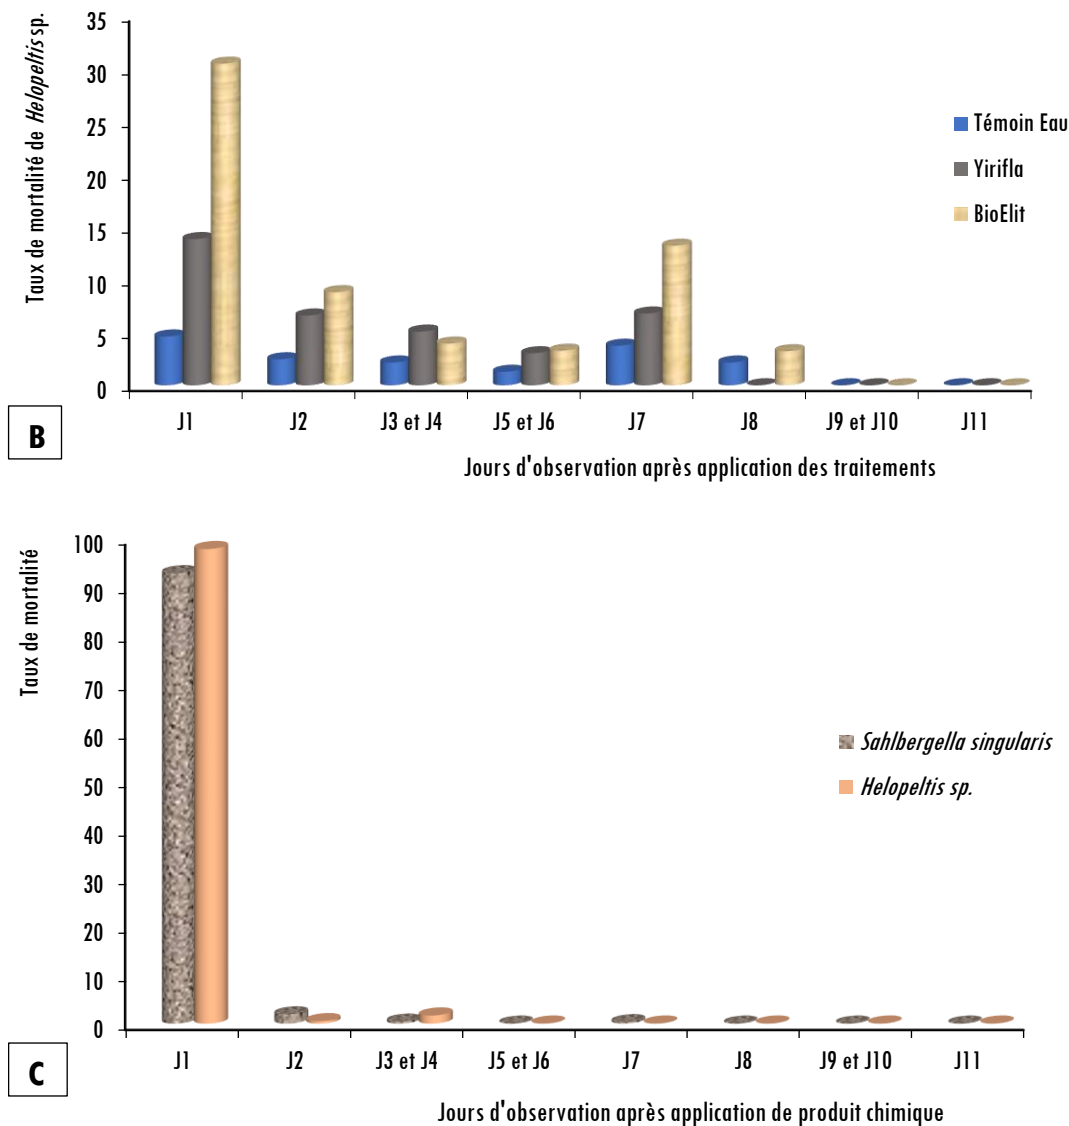 Taux de mortalité de Helopeltis sp.
35
30
25
20
15
10
5
0
Témoin Eau
Yirifla
BioElit
J1 J2 J3 et J4 J5 et J6 J7 J8 J9 et J10 J11
B
Jours d'observation après application des traitements
Taux de mortalité
100
90
80
70
60
50
40
30
20
10
0
Sahlbergella singularis
Helopeltis sp.
J1 J2 J3 et J4 J5 et J6 J7 J8 J9 et J10 J11
C
Jours d'observation après application de produit chimique